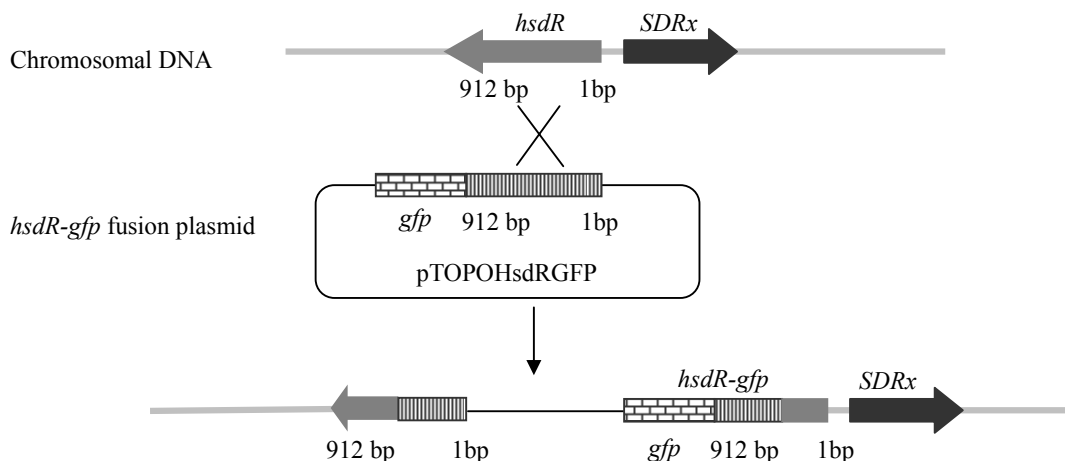 hsdR SDRx
Chromosomal DNA
912 bp 1bp
hsdR-gfp fusion plasmid
gfp 912 bp 1bp
pTOPOHsdRGFP
hsdR-gfp SDRx
912 bp 1bp gfp 912 bp 1bp